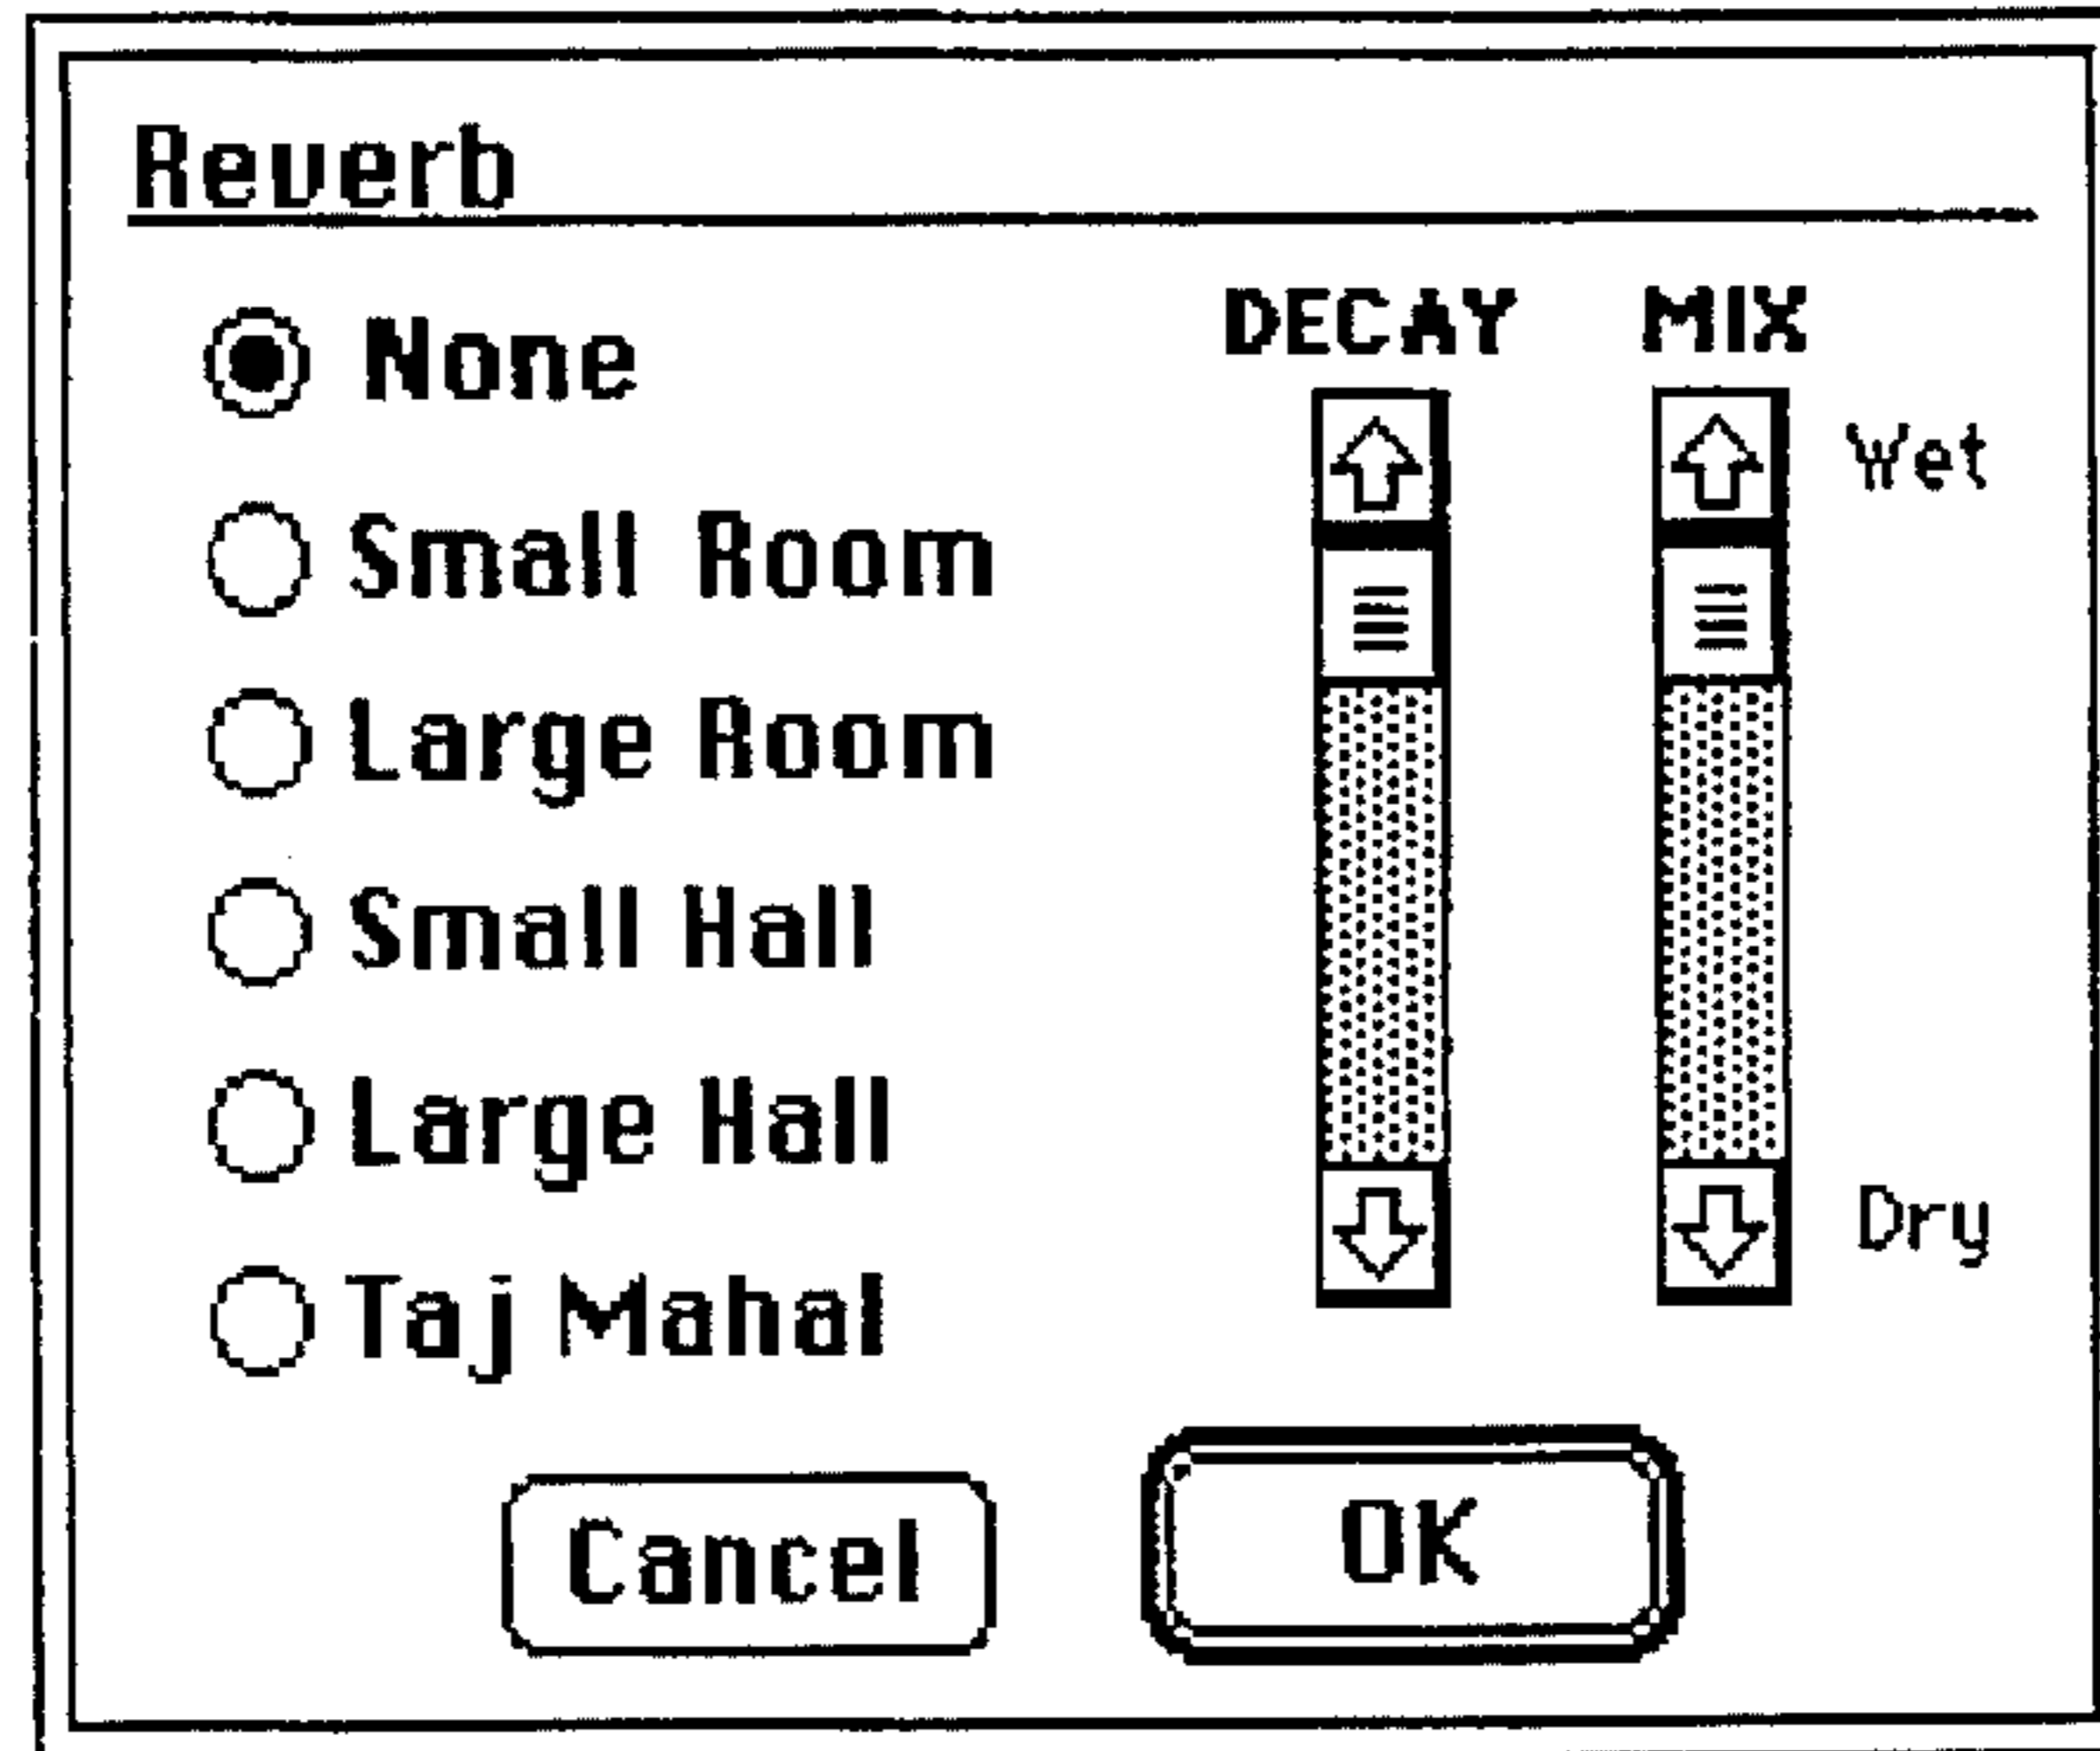 Reverb
DECAY MIX
None
Wet
Small Room
Large Room
Small Hall
Large Hall
Dry
Taj Mahal
Cancel OK